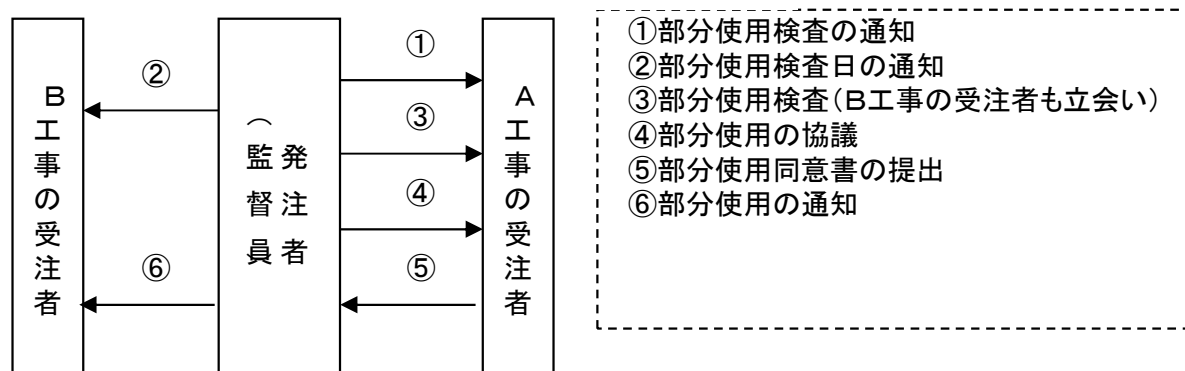 ①部分使用検査の通知
②部分使用検査日の通知
③部分使用検査(B工事の受注者も立会い)
④部分使用の協議
⑤部分使用同意書の提出
⑥部分使用の通知
B工事の受注者
②
⑥
発注者
(監督員
①
③
④
⑤
A工事の受注者